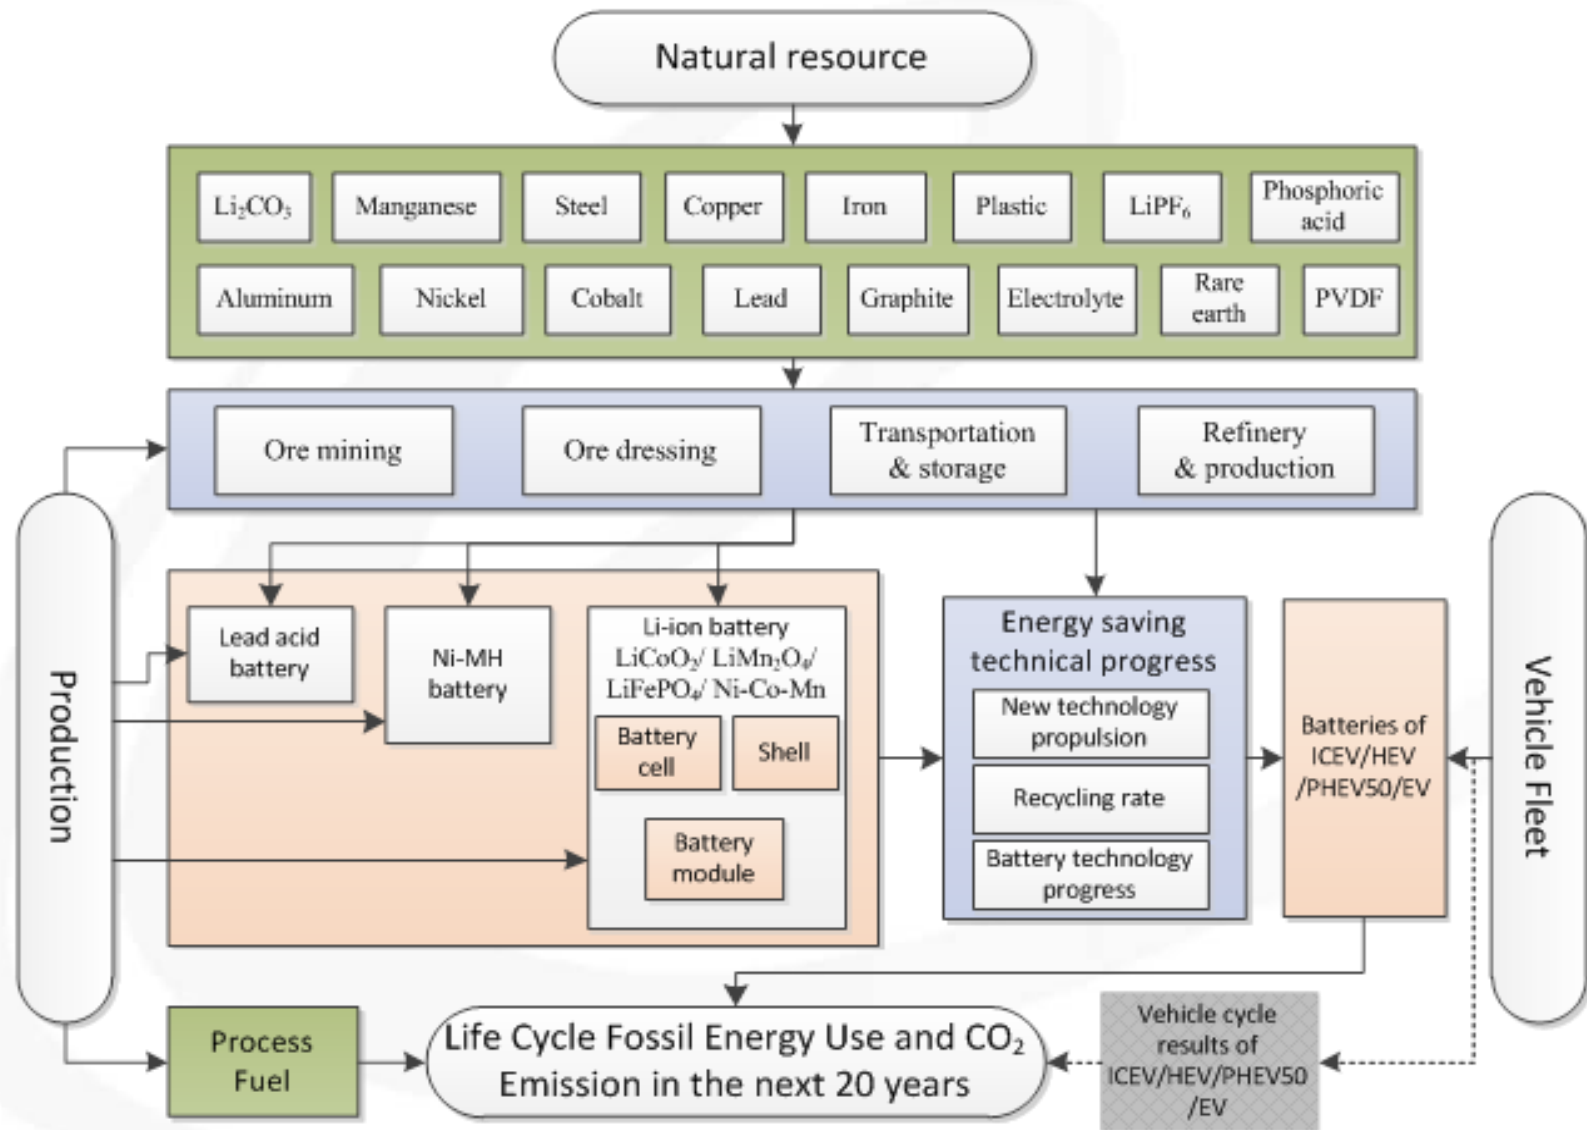 Natural resource
Li₂CO₃
Manganese
Steel
Copper
Iron
Plastic
LiPF₆
Phosphoric
acid
Aluminum
Nickel
Cobalt
Lead
Graphite
Electrolyte
Rare
earth
PVDF
Ore mining
Ore dressing
Transportation
& storage
Refinery
& production
Production
Lead acid
battery
Ni-MH
battery
Li-ion battery
LiCoO₂/ LiMn₂O₄/
LiFePO₄/ Ni-Co-Mn
Battery
cell
Shell
Battery
module
Energy saving
technical progress
New technology
propulsion
Recycling rate
Battery technology
progress
Batteries of
ICEV/HEV
/PHEV50/EV
Vehicle Fleet
Process
Fuel
Life Cycle Fossil Energy Use and CO₂
Emission in the next 20 years
Vehicle cycle
results of
ICEV/HEV/PHEV50
/EV